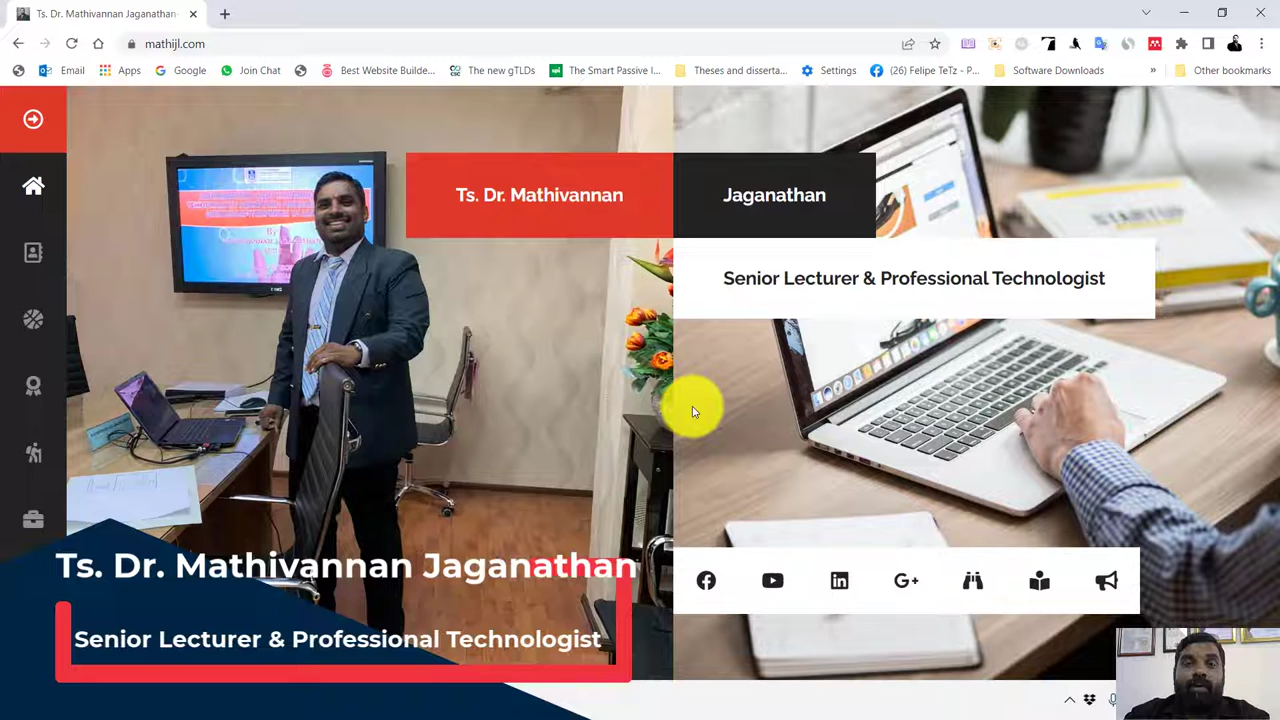 Ts. Dr. Mathivannan Jaganathan
mathijl.com
Email
Apps
Google
Join Chat
Best Website Builde...
The new gTLDs
The Smart Passive I...
Theses and disserta...
Settings
(26) Felipe TeTz - P...
Software Downloads
»
Other bookmarks
Ts. Dr. Mathivannan
Jaganathan
Senior Lecturer & Professional Technologist
STARTUP
Ts. Dr. Mathivannan Jaganathan
Senior Lecturer & Professional Technologist